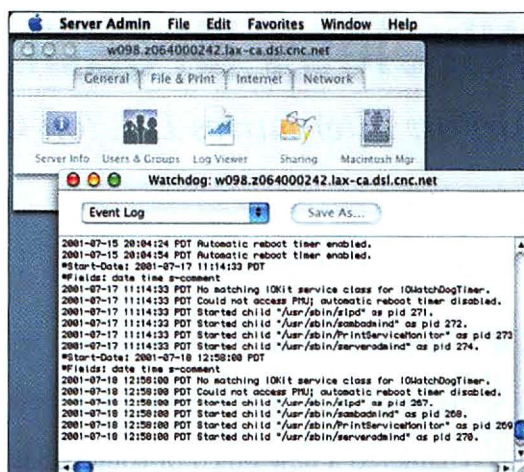 Server Admin File Edit Favorites Window Help
w098.z064000242.lax-ca.dsl.cnc.net
General File & Print Internet Network
Server Info Users & Groups Log Viewer Sharing Macintosh Mgr
Watchdog: w098.z064000242.lax-ca.dsl.cnc.net
Event Log Save As...
2001-07-15 20:04:24 PDT Automatic reboot timer enabled.
2001-07-15 20:04:54 PDT Automatic reboot timer enabled.
#Start-Date: 2001-07-17 11:14:33 PDT
#Fields: date time s-comment
2001-07-17 11:14:33 PDT No matching IOKit service class for IOWatchDogTimer.
2001-07-17 11:14:33 PDT Could not access PMU; automatic reboot timer disabled.
2001-07-17 11:14:33 PDT Started child "/usr/sbin/slpd" as pid 271.
2001-07-17 11:14:33 PDT Started child "/usr/sbin/sambadmind" as pid 272.
2001-07-17 11:14:33 PDT Started child "/usr/sbin/PrintServiceMonitor" as pid 273
2001-07-17 11:14:33 PDT Started child "/usr/sbin/serveradmind" as pid 274.
#Start-Date: 2001-07-18 12:58:00 PDT
#Fields: date time s-comment
2001-07-18 12:58:00 PDT No matching IOKit service class for IOWatchDogTimer.
2001-07-18 12:58:00 PDT Could not access PMU; automatic reboot timer disabled.
2001-07-18 12:58:00 PDT Started child "/usr/sbin/slpd" as pid 267.
2001-07-18 12:58:00 PDT Started child "/usr/sbin/sambadmind" as pid 268.
2001-07-18 12:58:00 PDT Started child "/usr/sbin/PrintServiceMonitor" as pid 269
2001-07-18 12:58:00 PDT Started child "/usr/sbin/serveradmind" as pid 270.